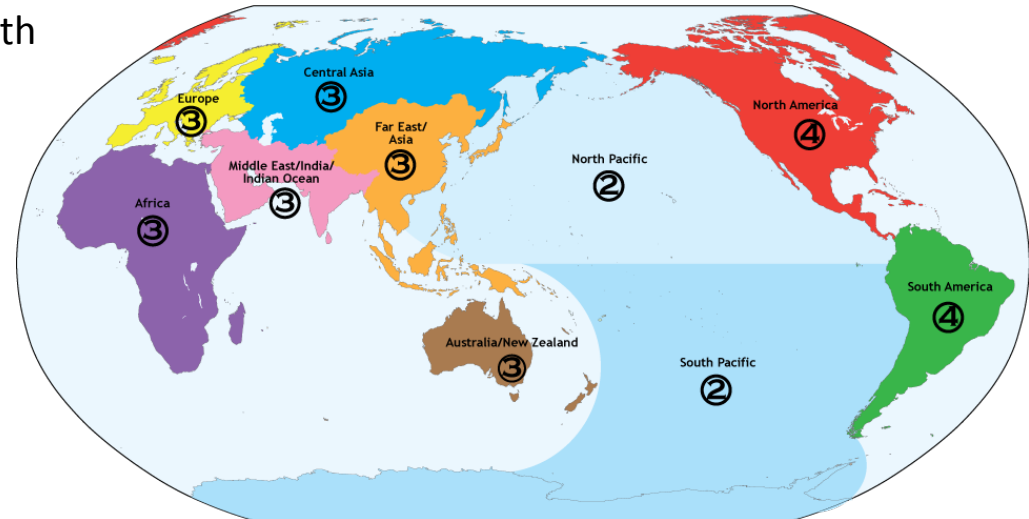 th
Central Asia
③
Europe
③
Far East/
Asia
③
North America
④
Middle East/India/
Indian Ocean
③
North Pacific
②
Africa
③
South America
④
Australia/New Zealand
③
South Pacific
②